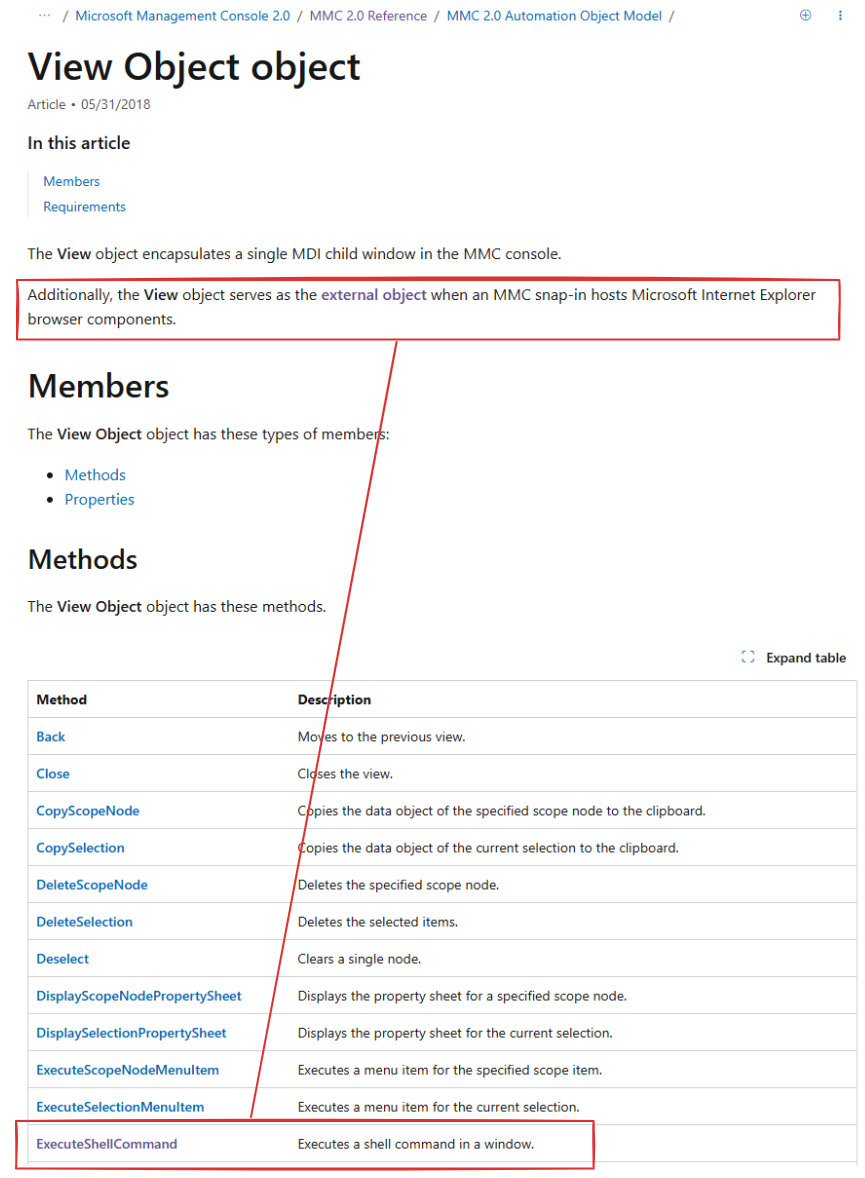 ··· / Microsoft Management Console 2.0 / MMC 2.0 Reference / MMC 2.0 Automation Object Model /
View Object object
Article • 05/31/2018
In this article
Members
Requirements
The View object encapsulates a single MDI child window in the MMC console.
Additionally, the View object serves as the external object when an MMC snap-in hosts Microsoft Internet Explorer
browser components.
Members
The View Object object has these types of members:
• Methods
• Properties
Methods
The View Object object has these methods.
Expand table
Method Description
Back Moves to the previous view.
Close Closes the view.
CopyScopeNode Copies the data object of the specified scope node to the clipboard.
CopySelection Copies the data object of the current selection to the clipboard.
DeleteScopeNode Deletes the specified scope node.
DeleteSelection Deletes the selected items.
Deselect Clears a single node.
DisplayScopeNodePropertySheet Displays the property sheet for a specified scope node.
DisplaySelectionPropertySheet Displays the property sheet for the current selection.
ExecuteScopeNodeMenuItem Executes a menu item for the specified scope item.
ExecuteSelectionMenuItem Executes a menu item for the current selection.
ExecuteShellCommand Executes a shell command in a window.